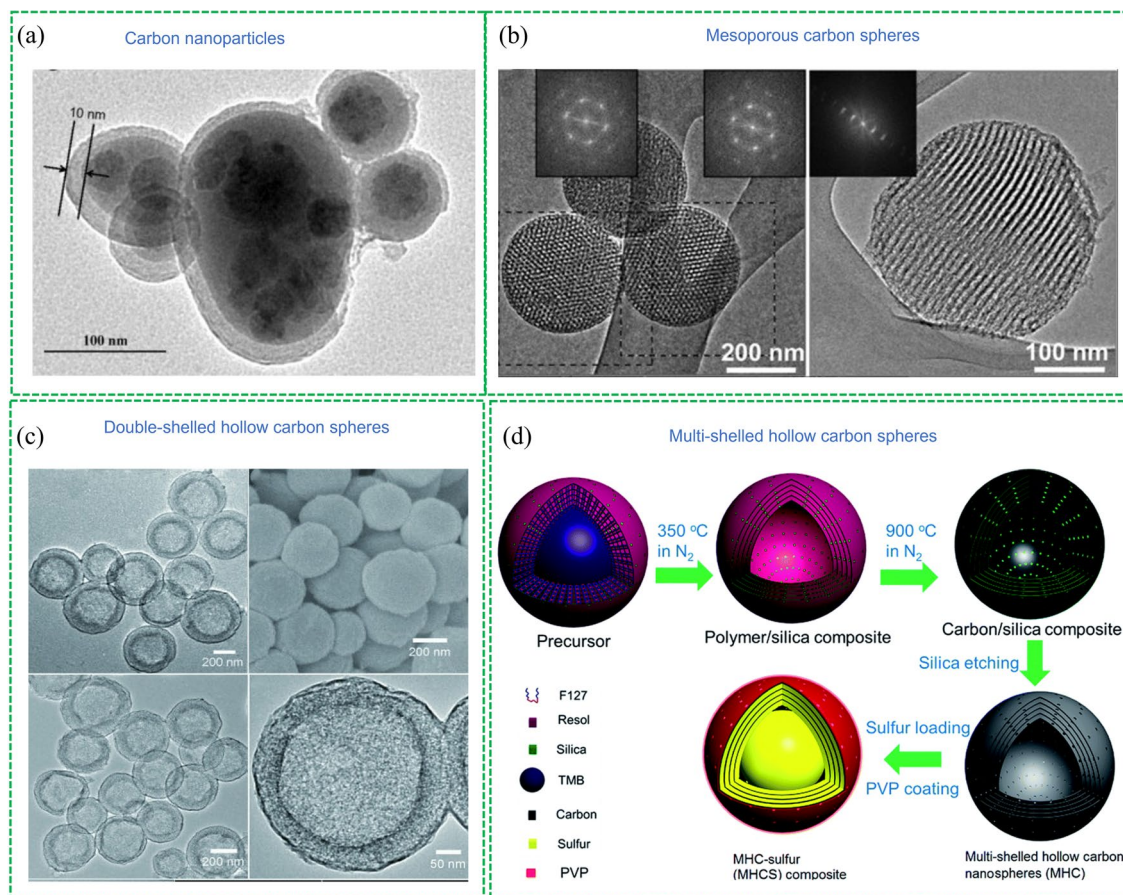 (a)
Carbon nanoparticles
10 nm
100 nm
(b)
Mesoporous carbon spheres
200 nm
100 nm
(c)
Double-shelled hollow carbon spheres
200 nm
200 nm
200 nm
50 nm
(d)
Multi-shelled hollow carbon spheres
350 °C
in N₂
900 °C
in N₂
Precursor
Polymer/silica composite
Carbon/silica composite
Silica etching
F127
Resol
Silica
TMB
Carbon
Sulfur
PVP
Sulfur loading
PVP coating
MHC-sulfur
(MHCS) composite
Multi-shelled hollow carbon
nanospheres (MHC)